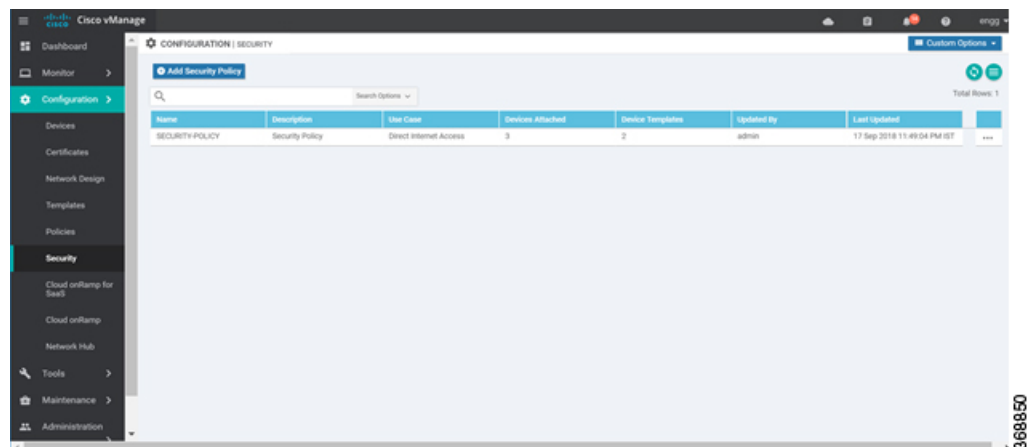 cisco Cisco vManage
engg
Dashboard
Monitor
Configuration
Devices
Certificates
Network Design
Templates
Policies
Security
Cloud onRamp for
SaaS
Cloud onRamp
Network Hub
Tools
Maintenance
Administration
CONFIGURATION | SECURITY
Custom Options
Add Security Policy
Search Options
Total Rows: 1
Name Description Use Case Devices Attached Device Templates Updated By Last Updated
SECURITY-POLICY Security Policy Direct Internet Access 3 2 admin 17 Sep 2018 11:49:04 PM IST
368850